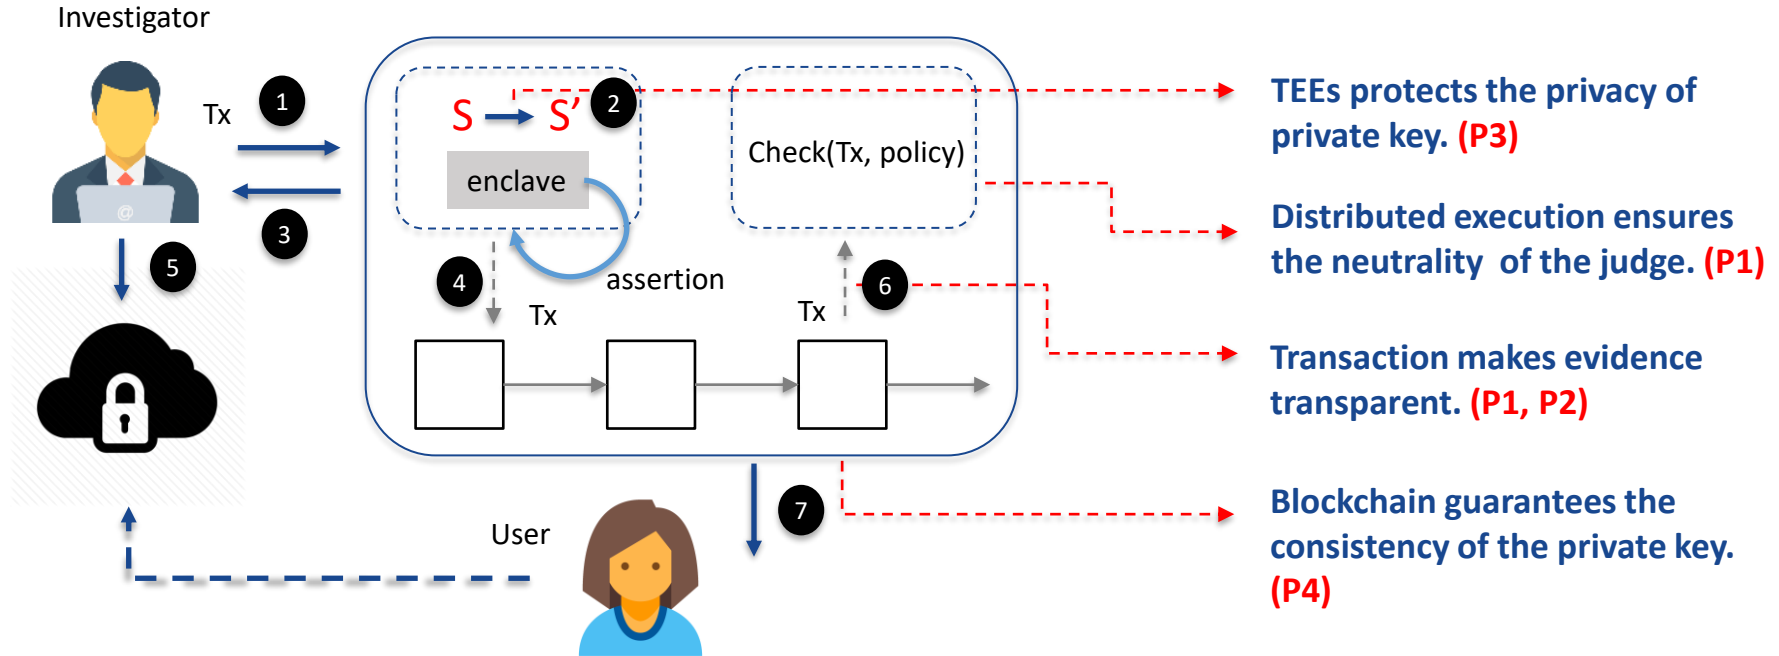 Investigator
Tx
1
3
5
@
S
S’
2
enclave
4
assertion
Tx
Check(Tx, policy)
Tx
6
7
User
TEEs protects the privacy of
private key. (P3)
Distributed execution ensures
the neutrality of the judge. (P1)
Transaction makes evidence
transparent. (P1, P2)
Blockchain guarantees the
consistency of the private key.
(P4)